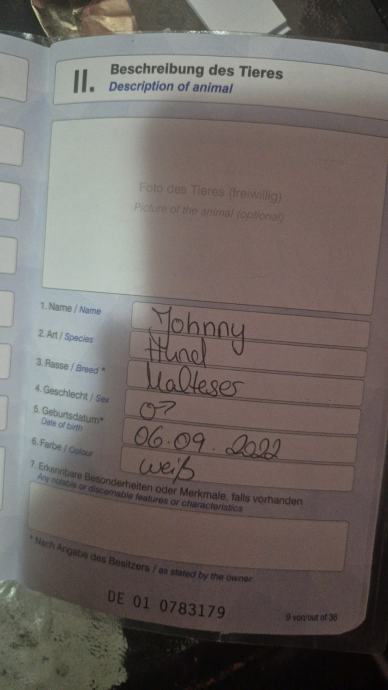 II. Beschreibung des Tieres
Description of animal
Foto des Tieres (freiwillig)
Picture of the animal (optional)
1. Name / Name
Johnny
2. Art / Species
Hund
3. Rasse / Breed *
Malteser
4. Geschlecht / Sex
♂
5. Geburtsdatum*
Date of birth
06.09.2022
6. Farbe / Colour
weiß
7. Erkennbare Besonderheiten oder Merkmale, falls vorhanden
Any notable or discernable features or characteristics
* Nach Angabe des Besitzers / as stated by the owner
DE 01 0783179
9 von/out of 36